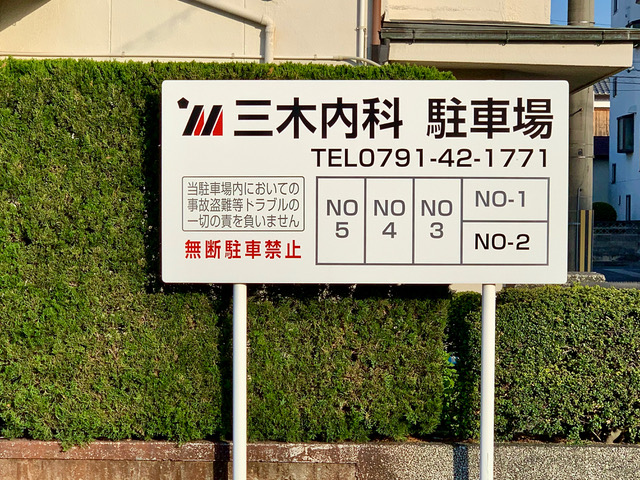 三木内科 駐車場
TEL0791-42-1771
当駐車場内においての
事故盗難等トラブルの
一切の責を負いません
無断駐車禁止
NO 5
NO 4
NO 3
NO-1
NO-2